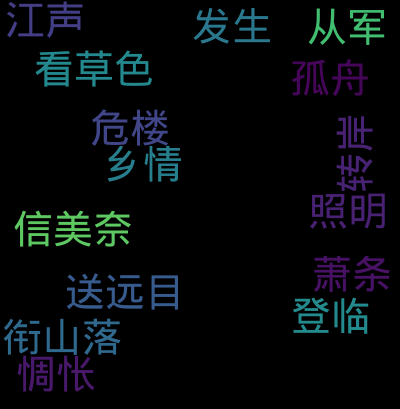 江声
发生
从军
看草色
孤舟
危楼
转岸
乡情
照明
信美奈
萧条
送远目
登临
衔山落
惆怅